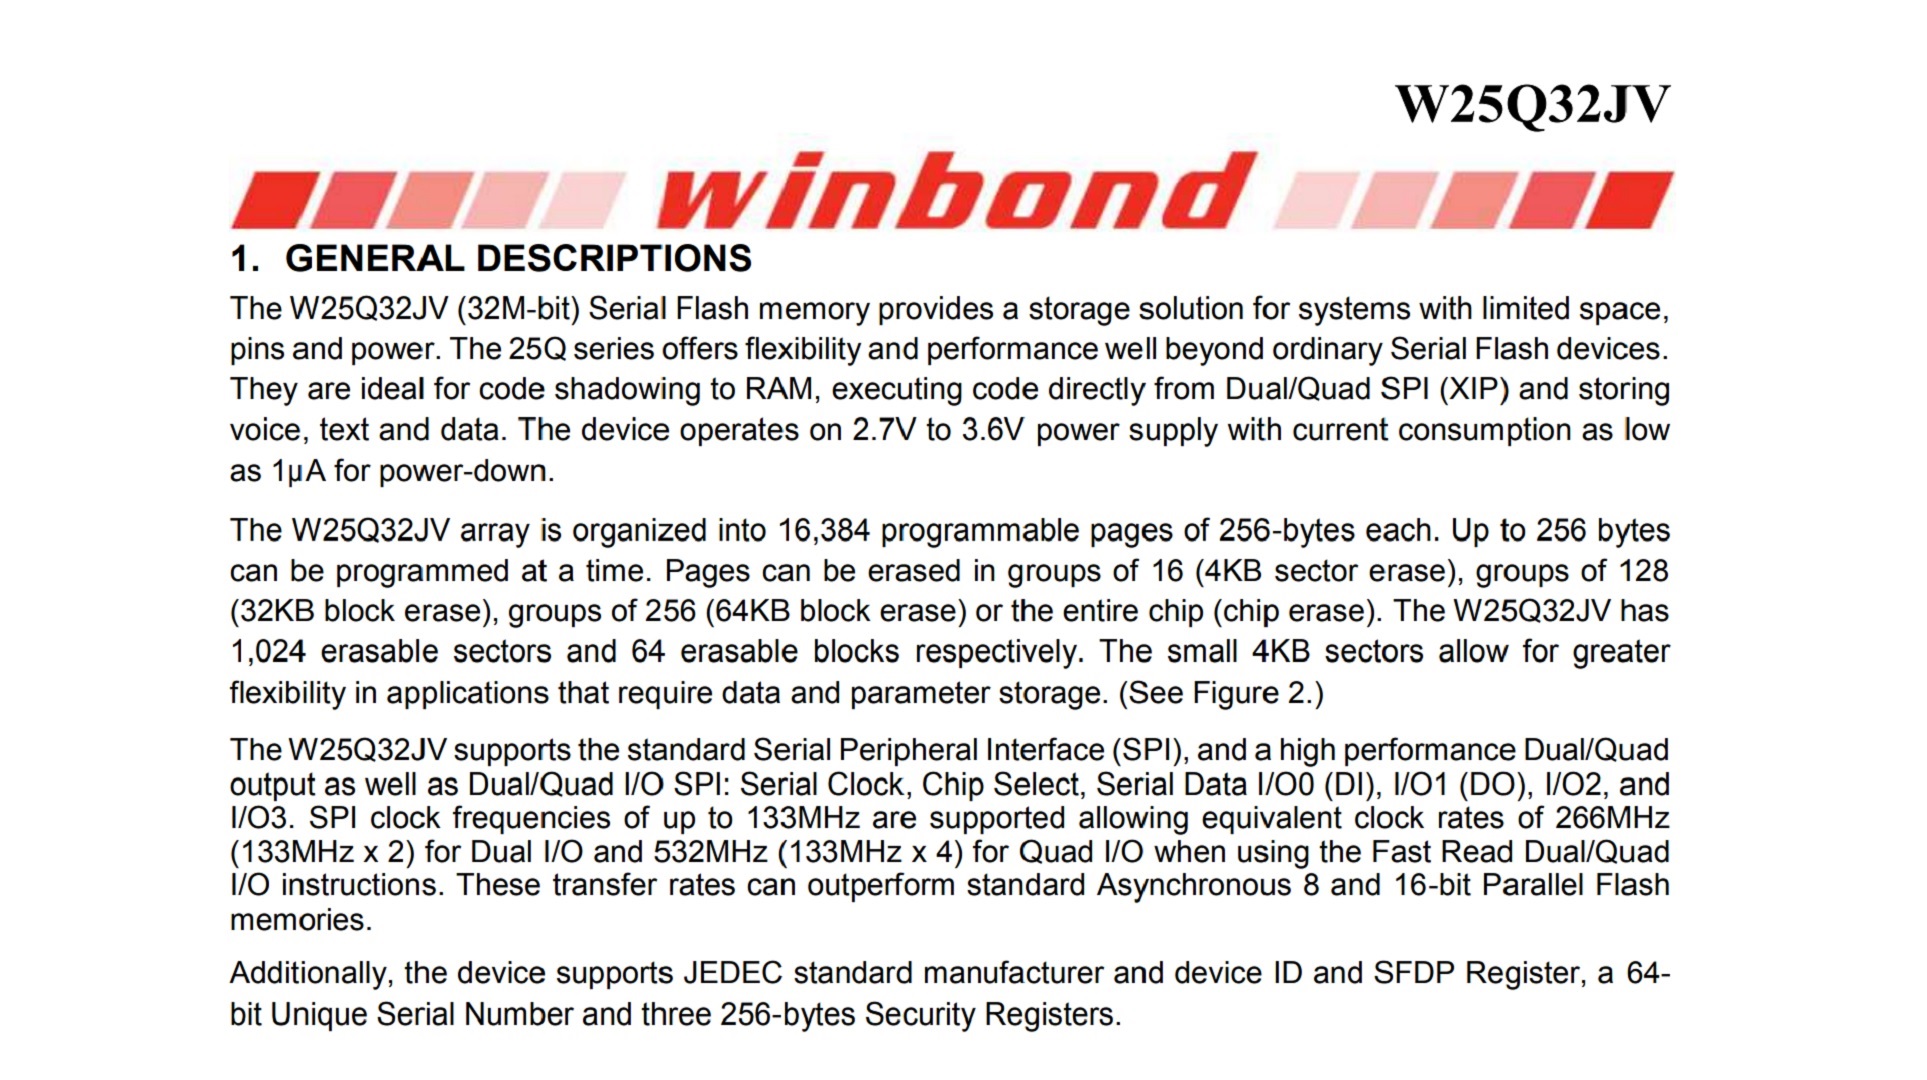 W25Q32JV
winbond
1. GENERAL DESCRIPTIONS
The W25Q32JV (32M-bit) Serial Flash memory provides a storage solution for systems with limited space,
pins and power. The 25Q series offers flexibility and performance well beyond ordinary Serial Flash devices.
They are ideal for code shadowing to RAM, executing code directly from Dual/Quad SPI (XIP) and storing
voice, text and data. The device operates on 2.7V to 3.6V power supply with current consumption as low
as 1µA for power-down.
The W25Q32JV array is organized into 16,384 programmable pages of 256-bytes each. Up to 256 bytes
can be programmed at a time. Pages can be erased in groups of 16 (4KB sector erase), groups of 128
(32KB block erase), groups of 256 (64KB block erase) or the entire chip (chip erase). The W25Q32JV has
1,024 erasable sectors and 64 erasable blocks respectively. The small 4KB sectors allow for greater
flexibility in applications that require data and parameter storage. (See Figure 2.)
The W25Q32JV supports the standard Serial Peripheral Interface (SPI), and a high performance Dual/Quad
output as well as Dual/Quad I/O SPI: Serial Clock, Chip Select, Serial Data I/O0 (DI), I/O1 (DO), I/O2, and
I/O3. SPI clock frequencies of up to 133MHz are supported allowing equivalent clock rates of 266MHz
(133MHz x 2) for Dual I/O and 532MHz (133MHz x 4) for Quad I/O when using the Fast Read Dual/Quad
I/O instructions. These transfer rates can outperform standard Asynchronous 8 and 16-bit Parallel Flash
memories.
Additionally, the device supports JEDEC standard manufacturer and device ID and SFDP Register, a 64-
bit Unique Serial Number and three 256-bytes Security Registers.